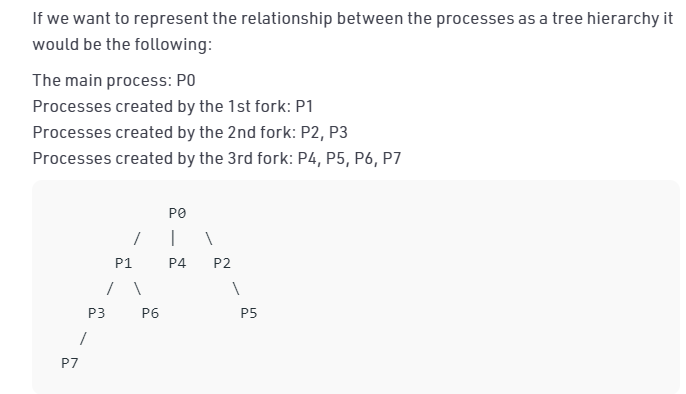 If we want to represent the relationship between the processes as a tree hierarchy it
would be the following:
The main process: P0
Processes created by the 1st fork: P1
Processes created by the 2nd fork: P2, P3
Processes created by the 3rd fork: P4, P5, P6, P7
P0
/ | \
P1 P4 P2
/ \ \
P3 P6 P5
/
P7